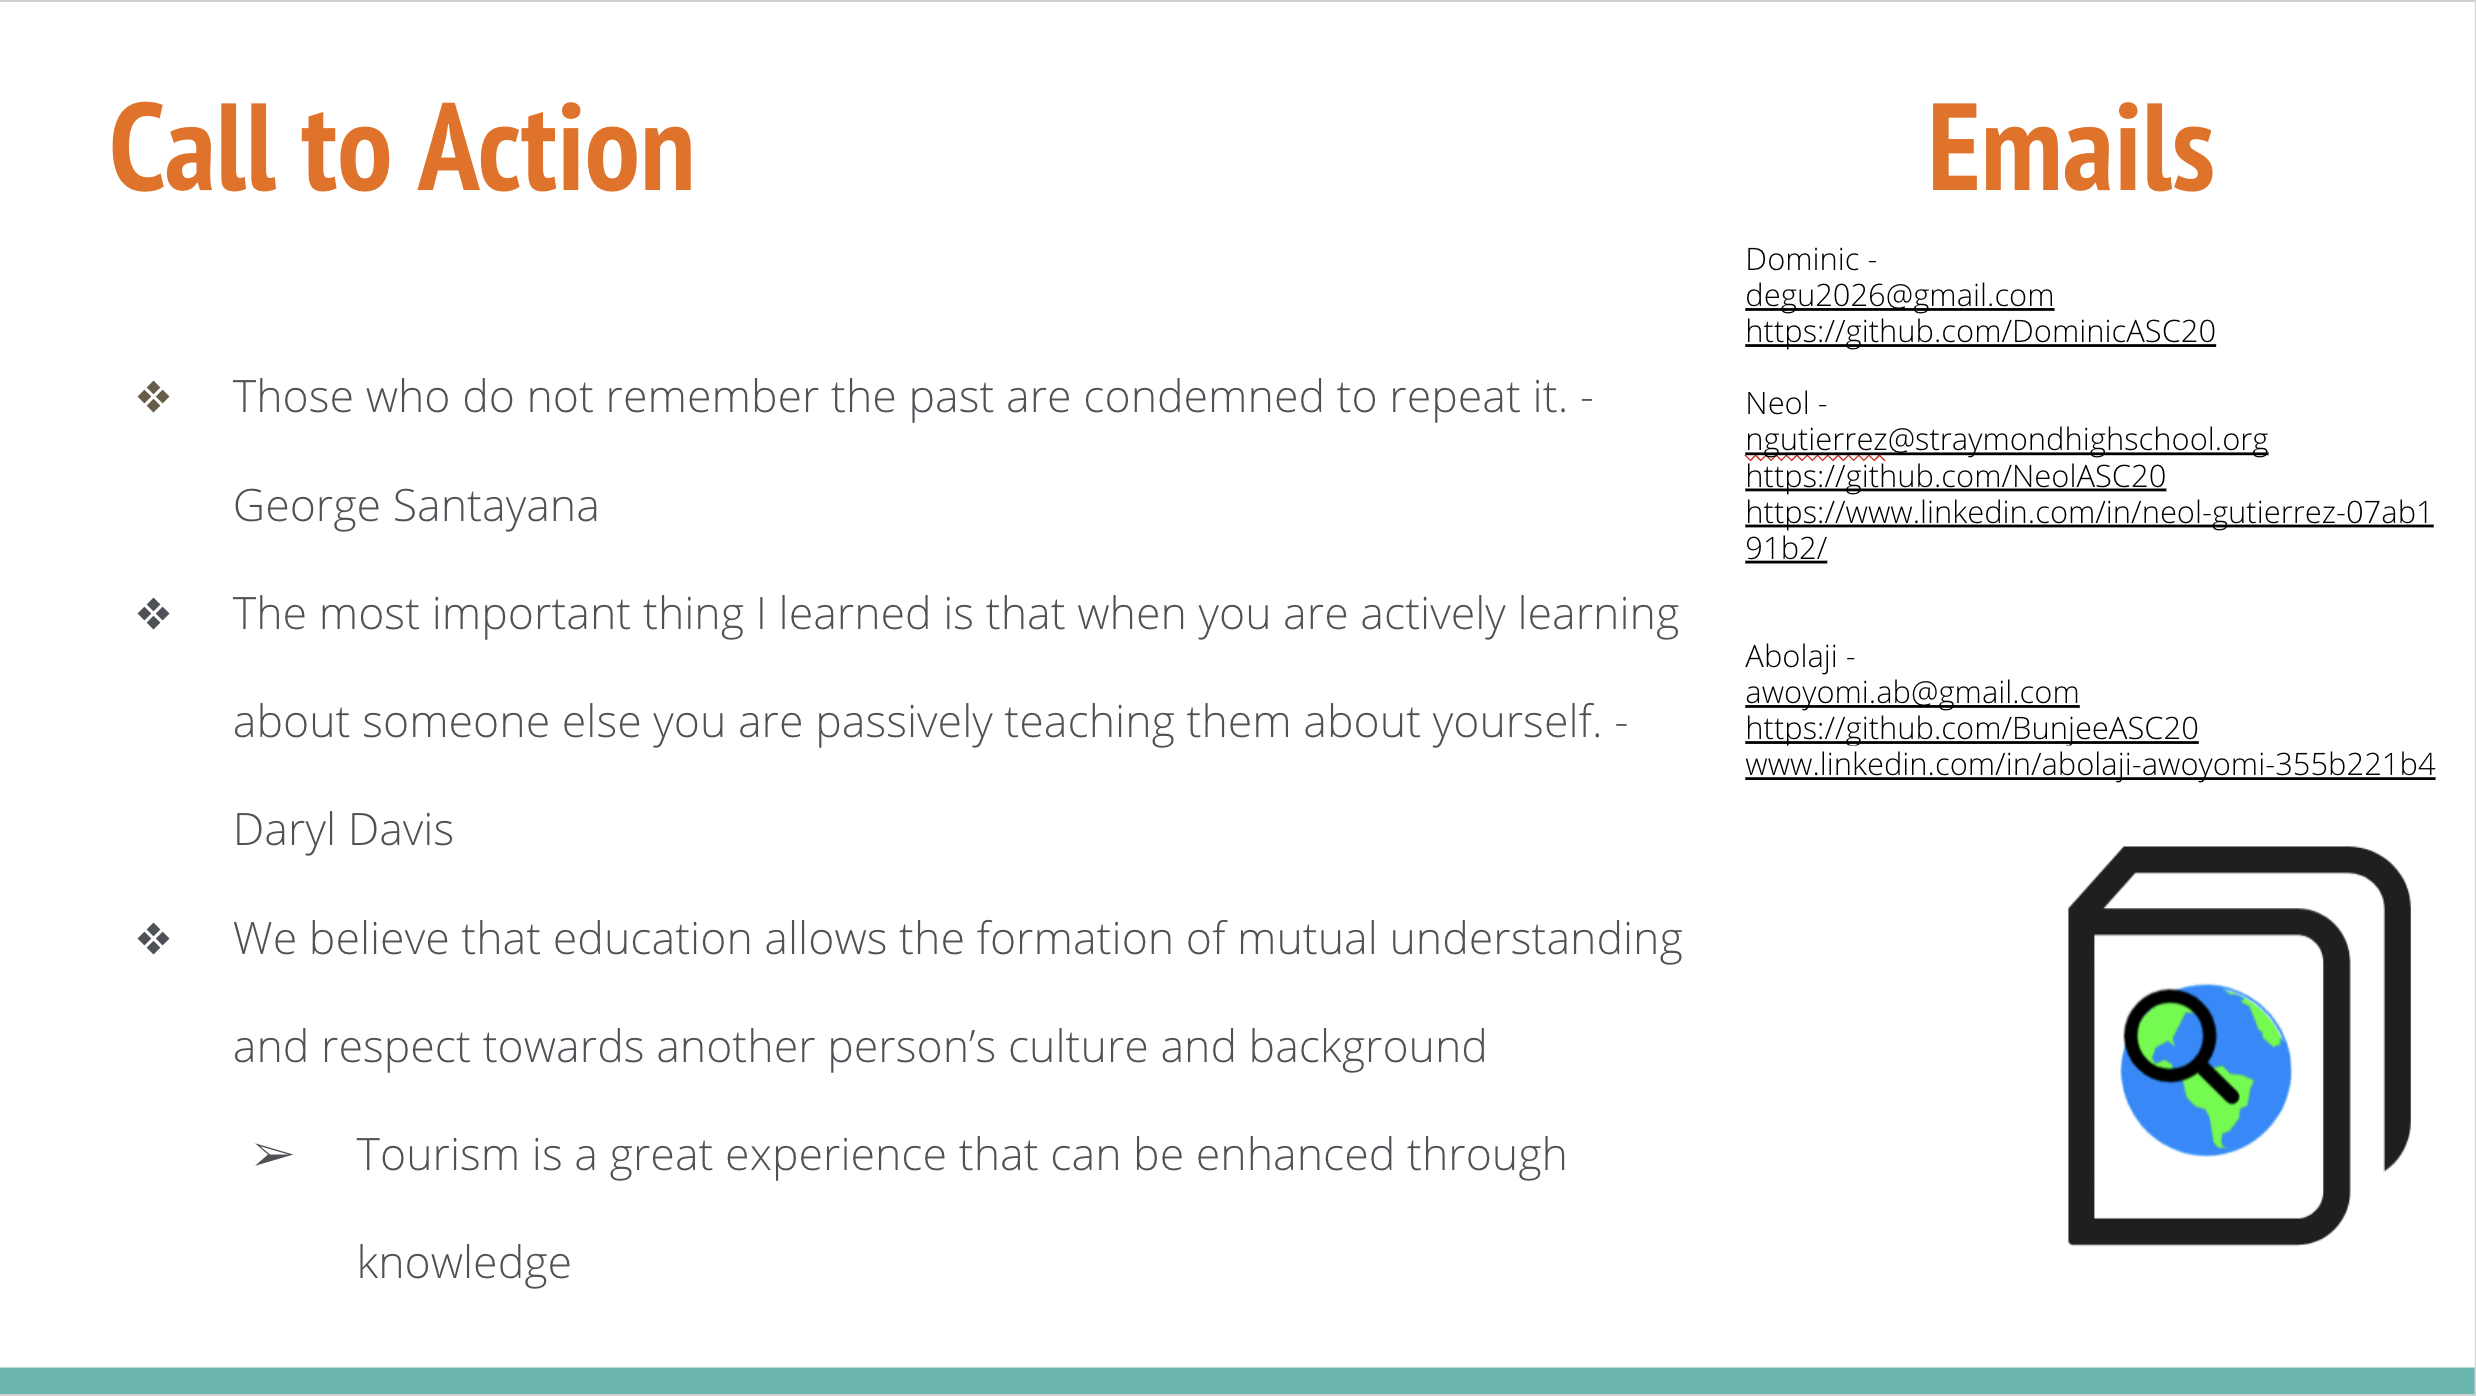 Call to Action
❖ Those who do not remember the past are condemned to repeat it. -
George Santayana
❖ The most important thing I learned is that when you are actively learning
about someone else you are passively teaching them about yourself. -
Daryl Davis
❖ We believe that education allows the formation of mutual understanding
and respect towards another person’s culture and background
➢ Tourism is a great experience that can be enhanced through
knowledge
Emails
Dominic -
degu2026@gmail.com
https://github.com/DominicASC20
Neol -
ngutierrez@straymondhighschool.org
https://github.com/NeolASC20
https://www.linkedin.com/in/neol-gutierrez-07ab1
91b2/
Abolaji -
awoyomi.ab@gmail.com
https://github.com/BunjeeASC20
www.linkedin.com/in/abolaji-awoyomi-355b221b4